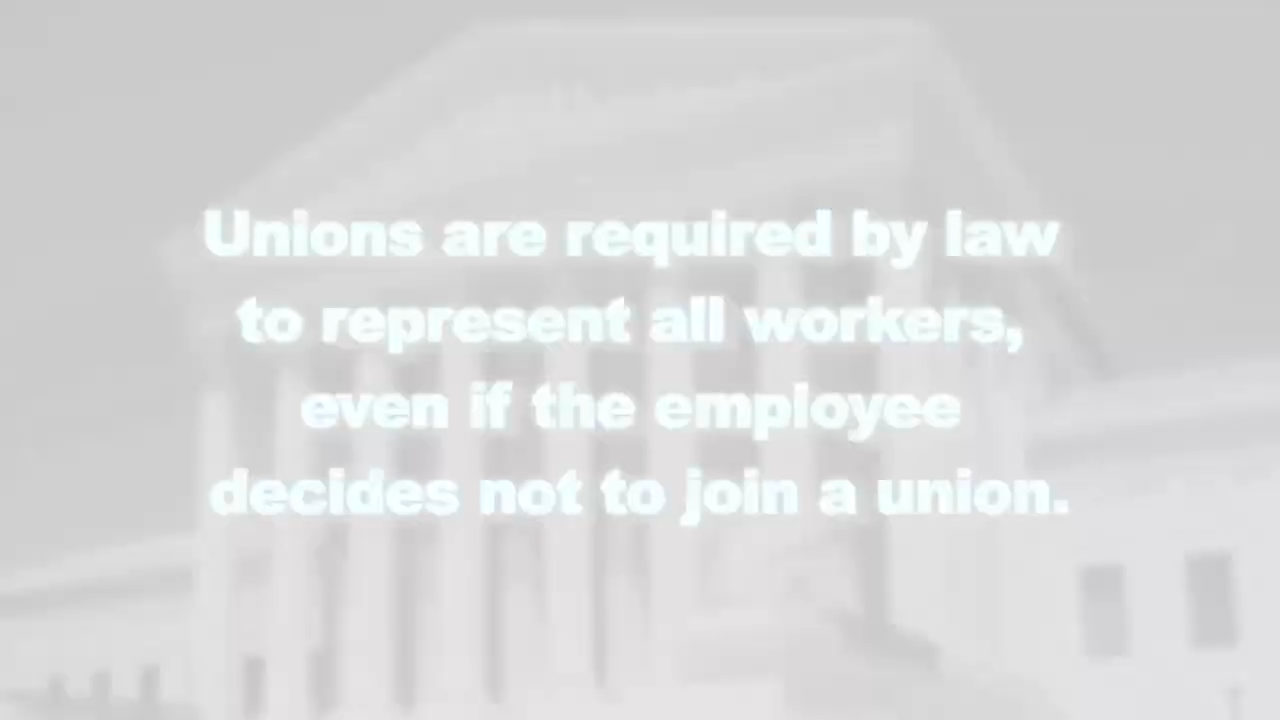 Unions are required by law
to represent all workers,
even if the employee
decides not to join a union.